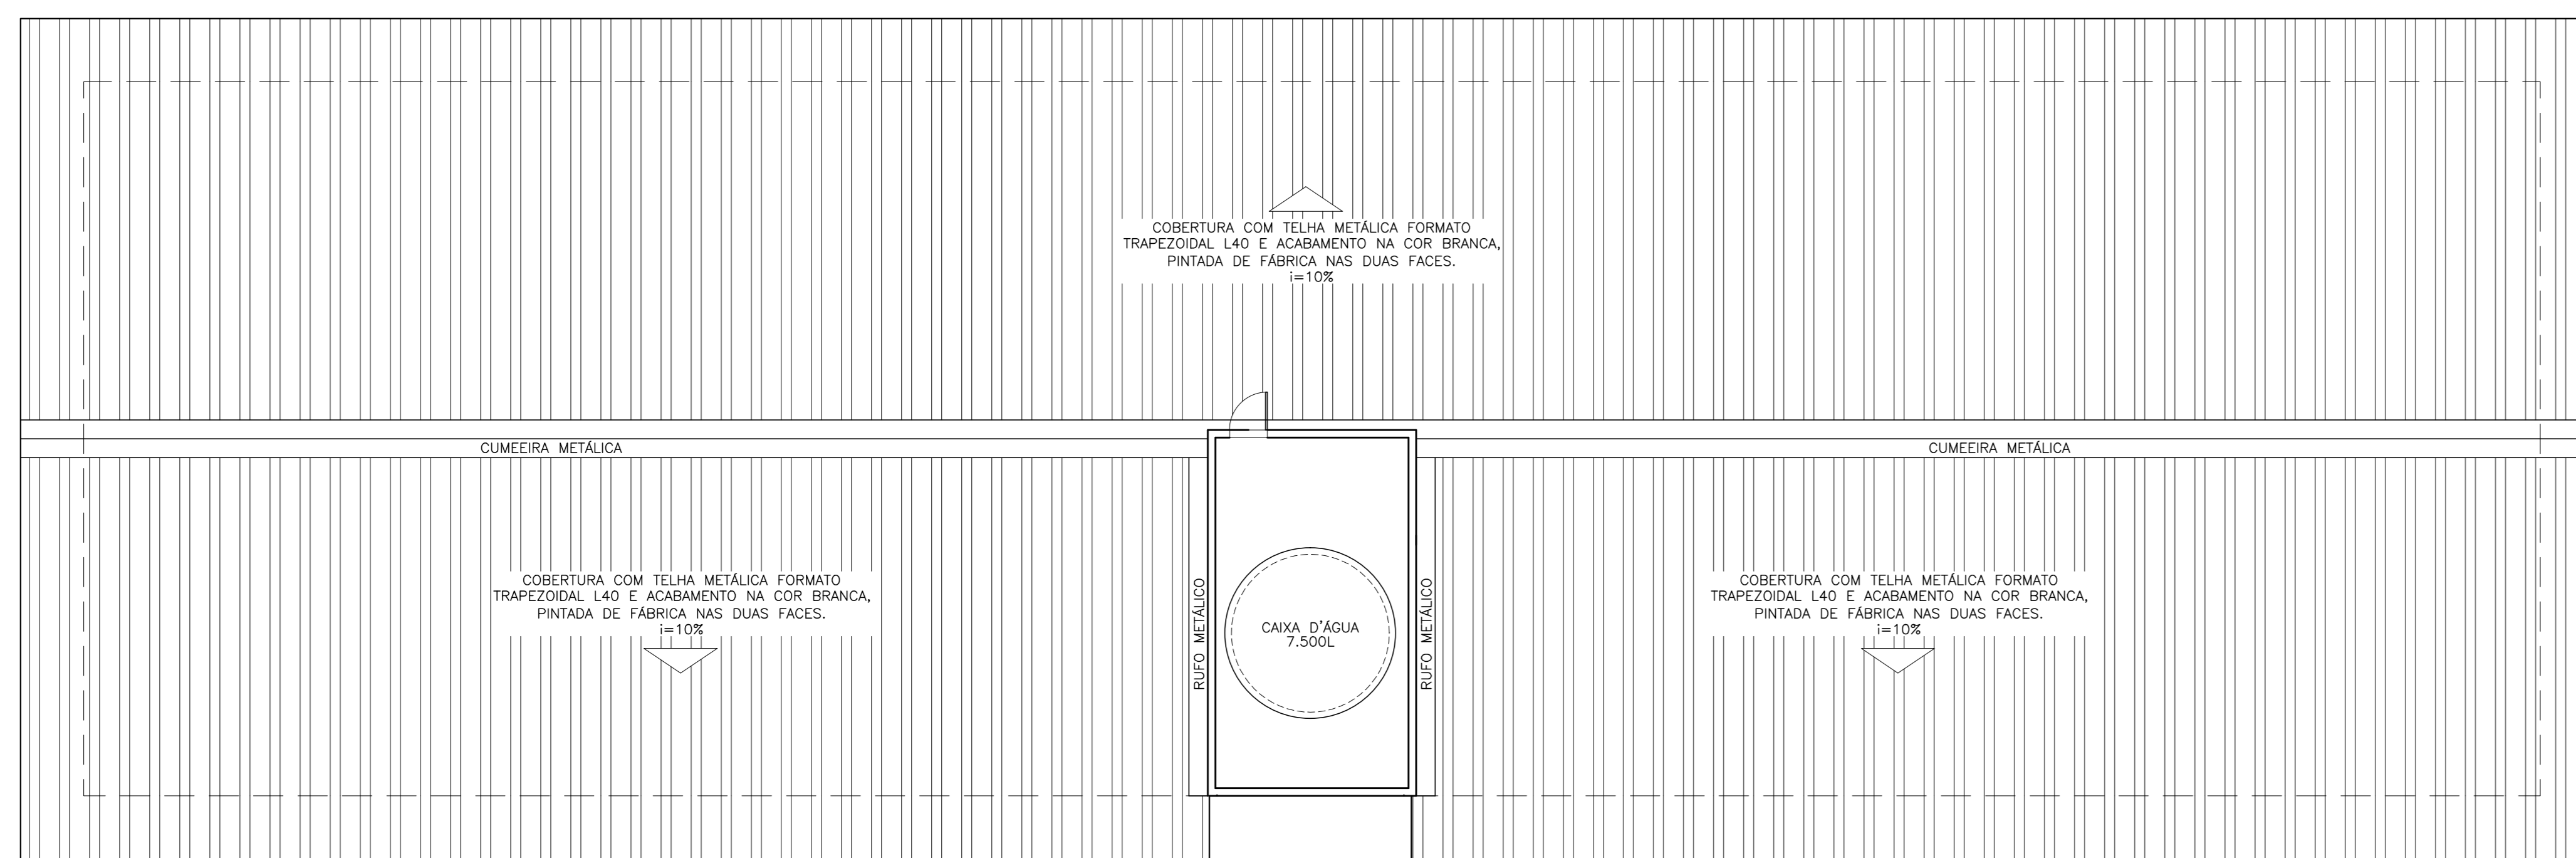 COBERTURA COM TELHA METÁLICA FORMATO
TRAPEZOIDAL L40 E ACABAMENTO NA COR BRANCA,
PINTADA DE FÁBRICA NAS DUAS FACES.
i=10%
CUMEEIRA METÁLICA
CUMEEIRA METÁLICA
COBERTURA COM TELHA METÁLICA FORMATO
TRAPEZOIDAL L40 E ACABAMENTO NA COR BRANCA,
PINTADA DE FÁBRICA NAS DUAS FACES.
i=10%
RUFO METÁLICO
CAIXA D'ÁGUA
7.500L
RUFO METÁLICO
COBERTURA COM TELHA METÁLICA FORMATO
TRAPEZOIDAL L40 E ACABAMENTO NA COR BRANCA,
PINTADA DE FÁBRICA NAS DUAS FACES.
i=10%